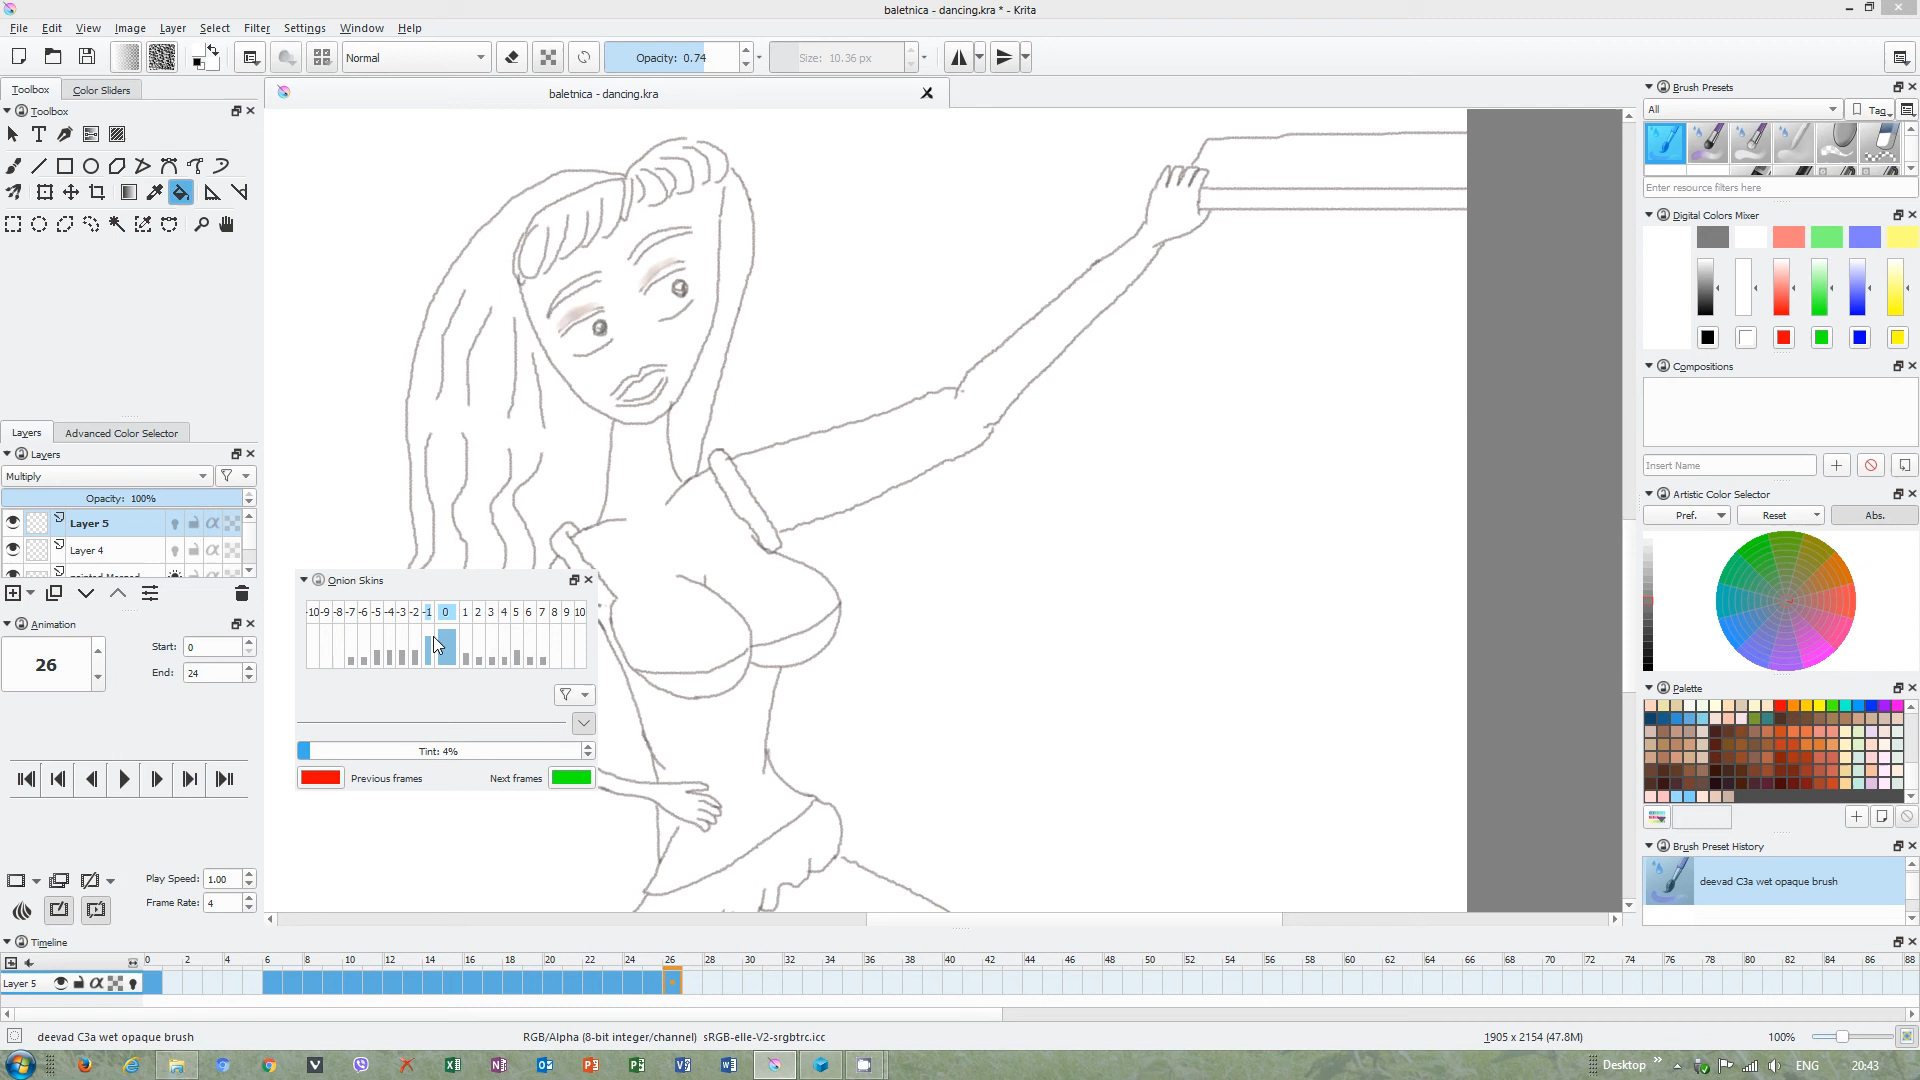 baletnica - dancing.kra * - Krita
File Edit View Image Layer Select Filter Settings Window Help
Normal Opacity: 0.74 Size: 10.36 px
Toolbox Color Sliders
baletnica - dancing.kra
Toolbox
Layers Advanced Color Selector
Layers
Multiply
Opacity: 100%
Layer 5
Layer 4
Animation
26
Start: 0
End: 24
Play Speed: 1.00
Frame Rate: 4
Onion Skins
-10 -9 -8 -7 -6 -5 -4 -3 -2 -1 0 1 2 3 4 5 6 7 8 9 10
Tint: 4%
Previous frames Next frames
Brush Presets
All Tag
Enter resource filters here
Digital Colors Mixer
Compositions
Insert Name
Artistic Color Selector
Pref. Reset Abs.
Palette
Brush Preset History
deevad C3a wet opaque brush
Timeline
0 2 4 6 8 10 12 14 16 18 20 22 24 26 28 30 32 34 36 38 40 42 44 46 48 50 52 54 56 58 60 62 64 66 68 70 72 74 76 78 80 82 84 86 88
Layer 5
deevad C3a wet opaque brush RGB/Alpha (8-bit integer/channel) sRGB-elle-V2-srgbtrc.icc 1905 x 2154 (47.8M) 100%
Desktop » ENG 20:43